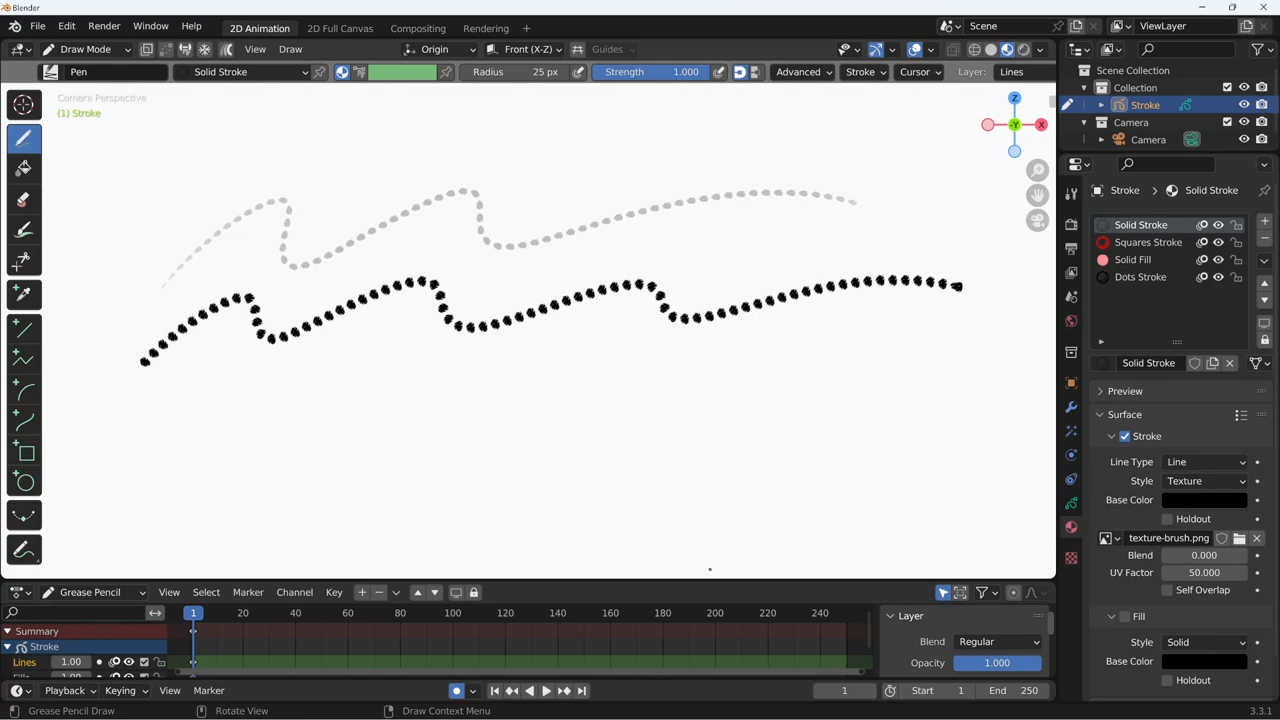 Blender
File Edit Render Window Help
2D Animation 2D Full Canvas Compositing Rendering +
Scene ViewLayer
Draw Mode View Draw Origin Front (X-Z) Guides
Pen Solid Stroke Radius 25 px Strength 1.000 Advanced Stroke Cursor Layer: Lines
Camera Perspective
(1) Stroke
Z
-Y X
Scene Collection
Collection
Stroke
Camera
Camera
Stroke Solid Stroke
Solid Stroke
Squares Stroke
Solid Fill
Dots Stroke
Solid Stroke
Preview
Surface
Stroke
Line Type Line
Style Texture
Base Color
Holdout
texture-brush.png
Blend 0.000
UV Factor 50.000
Self Overlap
Fill
Style Solid
Base Color
Holdout
Grease Pencil View Select Marker Channel Key
1 20 40 60 80 100 120 140 160 180 200 220 240
Summary
Stroke
Lines 1.00
Layer
Blend Regular
Opacity 1.000
Playback Keying View Marker 1 Start 1 End 250
Grease Pencil Draw Rotate View Draw Context Menu 3.3.1